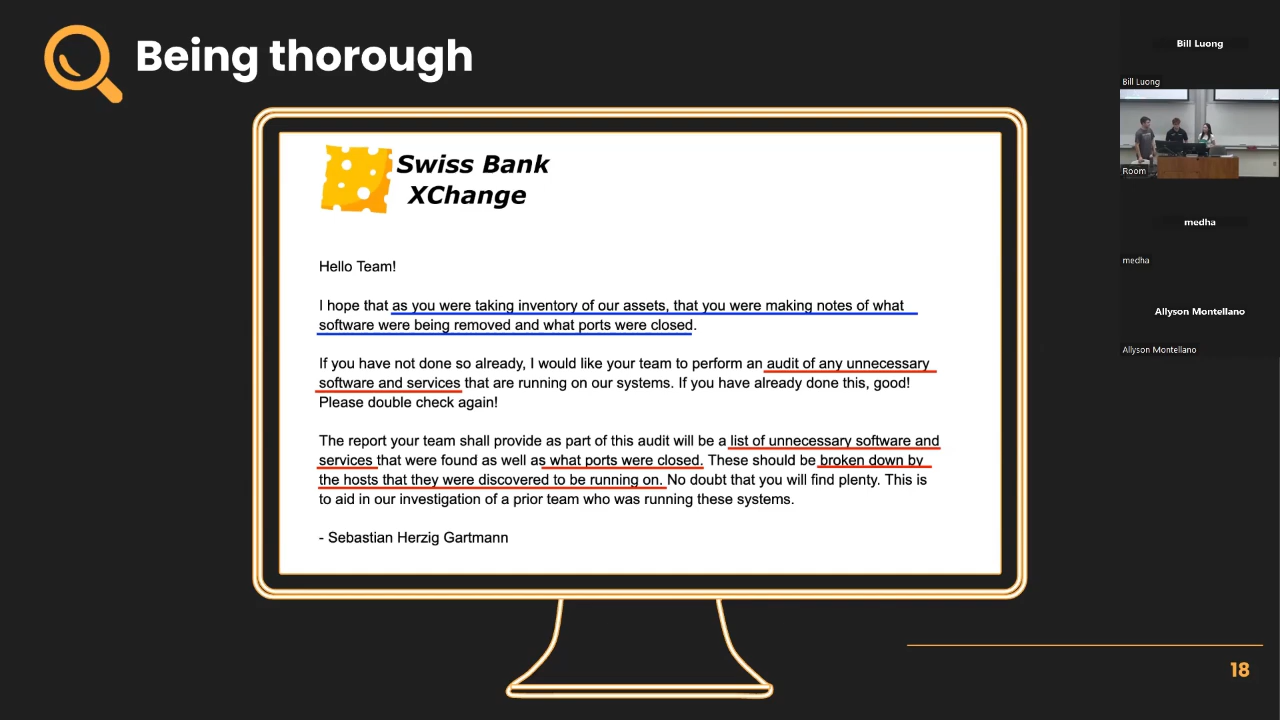 Being thorough
Swiss Bank
XChange
Hello Team!
I hope that as you were taking inventory of our assets, that you were making notes of what
software were being removed and what ports were closed.
If you have not done so already, I would like your team to perform an audit of any unnecessary
software and services that are running on our systems. If you have already done this, good!
Please double check again!
The report your team shall provide as part of this audit will be a list of unnecessary software and
services that were found as well as what ports were closed. These should be broken down by
the hosts that they were discovered to be running on. No doubt that you will find plenty. This is
to aid in our investigation of a prior team who was running these systems.
- Sebastian Herzig Gartmann
18
Bill Luong
Bill Luong
Room
medha
medha
Allyson Montellano
Allyson Montellano